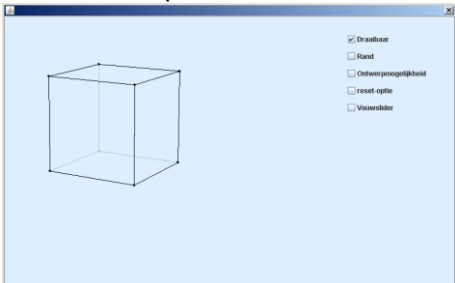 Draaibaar
Rand
Ontwerpmogelijkheid
reset-optie
Vouwslider